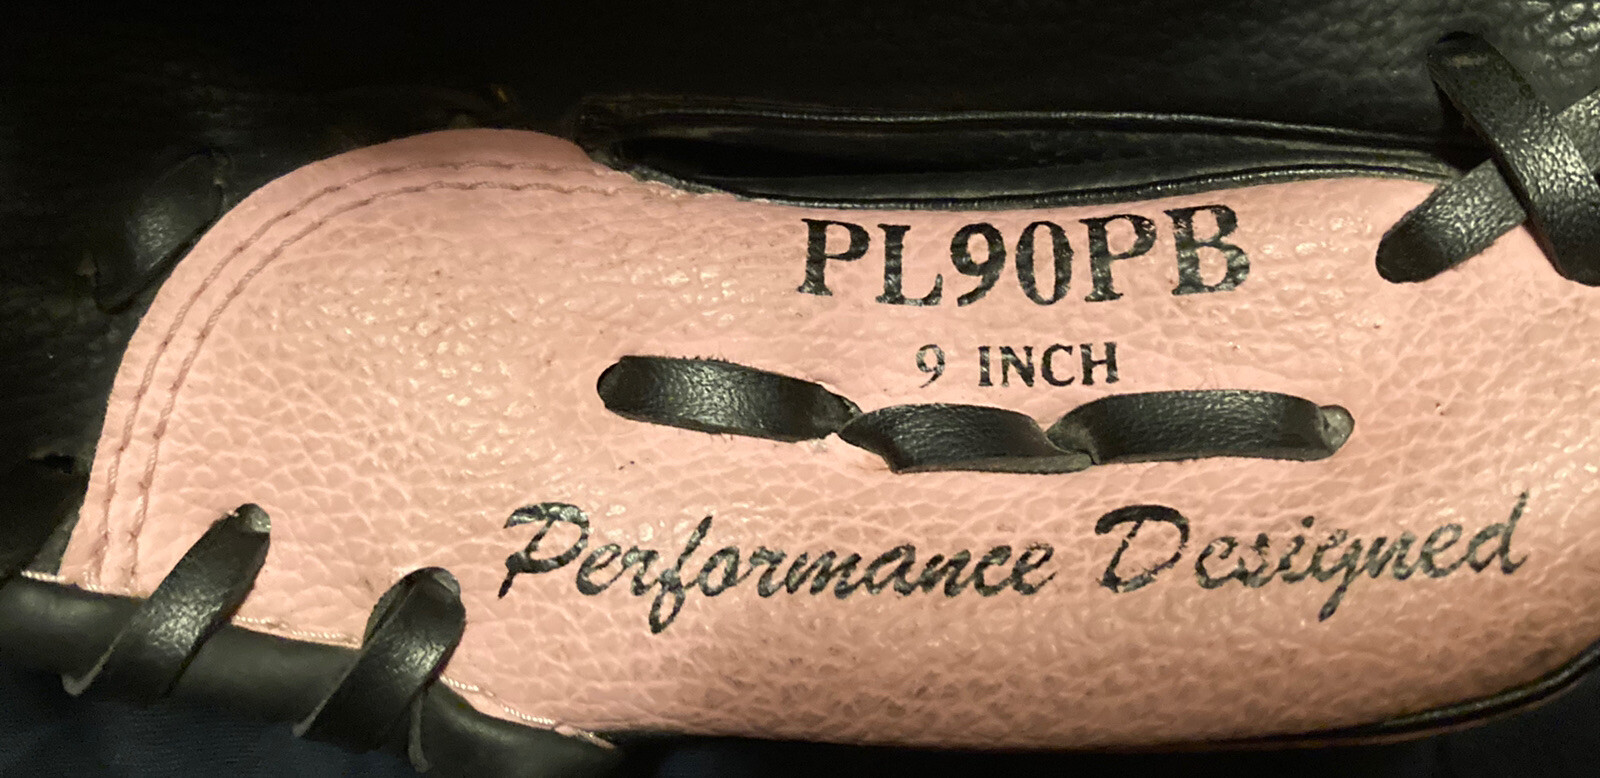 PL90PB
9 INCH
Performance Designed